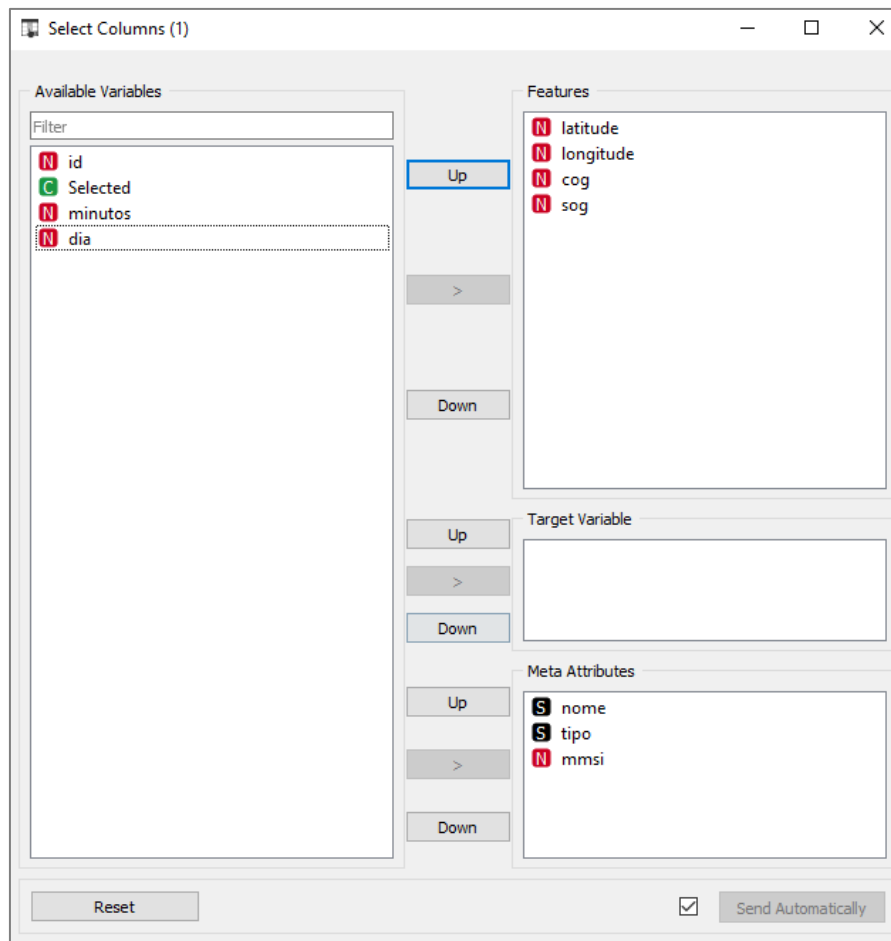 Select Columns (1)
Available Variables
Filter
N id
C Selected
N minutos
N dia
Up
>
Down
Up
>
Down
Up
>
Down
Features
N latitude
N longitude
N cog
N sog
Target Variable
Meta Attributes
S nome
S tipo
N mmsi
Reset
Send Automatically